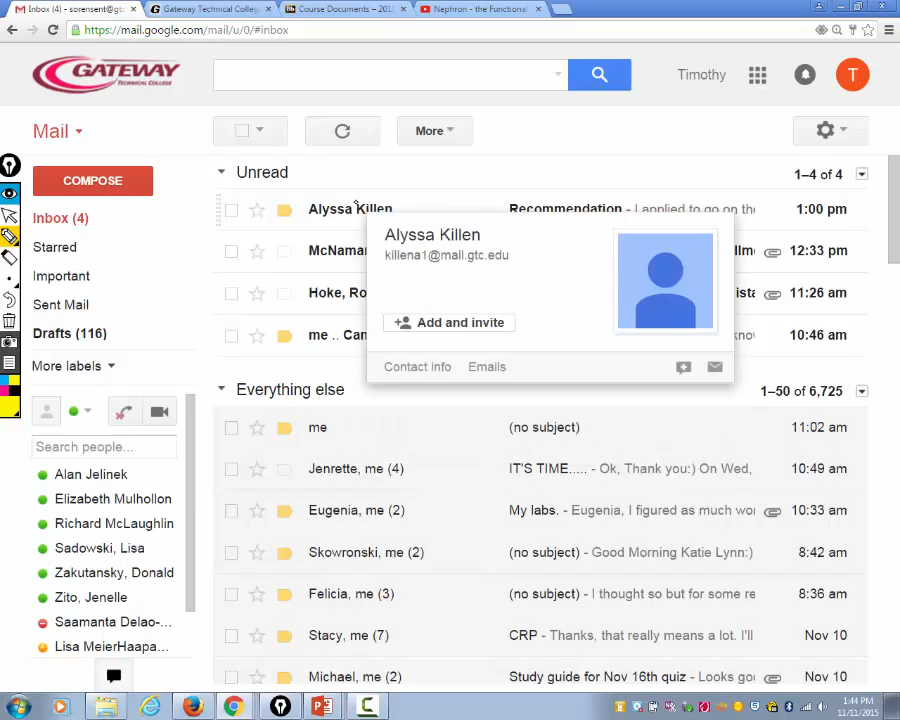 Inbox (4) - sorensent@gtc
Gateway Technical Colleg
Course Documents – 201
Nephron - the Functional
https://mail.google.com/mail/u/0/#inbox
GATEWAY
TECHNICAL COLLEGE
Timothy
T
Mail
More
COMPOSE
Inbox (4)
Starred
Important
Sent Mail
Drafts (116)
More labels
Search people...
Alan Jelinek
Elizabeth Mulhollon
Richard McLaughlin
Sadowski, Lisa
Zakutansky, Donald
Zito, Jenelle
Saamanta Delao-...
Lisa MeierHaapa...
Unread
1–4 of 4
Alyssa Killen Recommendation - I applied to go on the 1:00 pm
McNamar 12:33 pm
Hoke, Ro 11:26 am
me .. Can 10:46 am
Alyssa Killen
killena1@mail.gtc.edu
Add and invite
Contact info Emails
Everything else
1–50 of 6,725
me (no subject) 11:02 am
Jenrette, me (4) IT'S TIME..... - Ok, Thank you:) On Wed, 10:49 am
Eugenia, me (2) My labs. - Eugenia, I figured as much wo 10:33 am
Skowronski, me (2) (no subject) - Good Morning Katie Lynn:) 8:42 am
Felicia, me (3) (no subject) - I thought so but for some re 8:36 am
Stacy, me (7) CRP - Thanks, that really means a lot. I'll Nov 10
Michael, me (2) Study guide for Nov 16th quiz - Looks go Nov 10
1:44 PM
11/11/2015